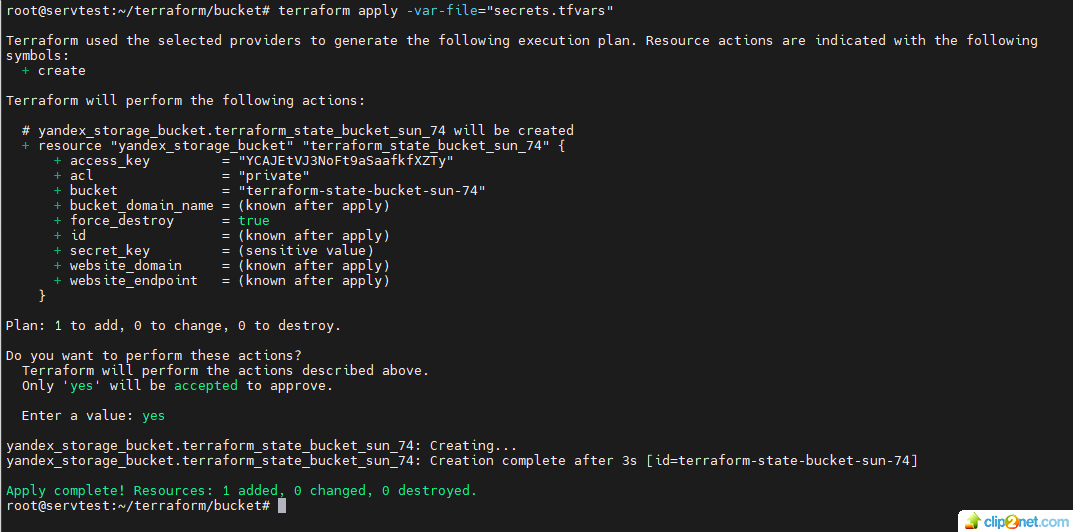 root@servtest:~/terraform/bucket# terraform apply -var-file="secrets.tfvars"
Terraform used the selected providers to generate the following execution plan. Resource actions are indicated with the following
symbols:
+ create
Terraform will perform the following actions:
# yandex_storage_bucket.terraform_state_bucket_sun_74 will be created
+ resource "yandex_storage_bucket" "terraform_state_bucket_sun_74" {
+ access_key         = "YCAJEtVJ3NoFt9aSaafkfXZTy"
+ acl                = "private"
+ bucket             = "terraform-state-bucket-sun-74"
+ bucket_domain_name = (known after apply)
+ force_destroy      = true
+ id                 = (known after apply)
+ secret_key         = (sensitive value)
+ website_domain     = (known after apply)
+ website_endpoint   = (known after apply)
}
Plan: 1 to add, 0 to change, 0 to destroy.
Do you want to perform these actions?
Terraform will perform the actions described above.
Only 'yes' will be accepted to approve.
Enter a value: yes
yandex_storage_bucket.terraform_state_bucket_sun_74: Creating...
yandex_storage_bucket.terraform_state_bucket_sun_74: Creation complete after 3s [id=terraform-state-bucket-sun-74]
Apply complete! Resources: 1 added, 0 changed, 0 destroyed.
root@servtest:~/terraform/bucket#
clip2net.com